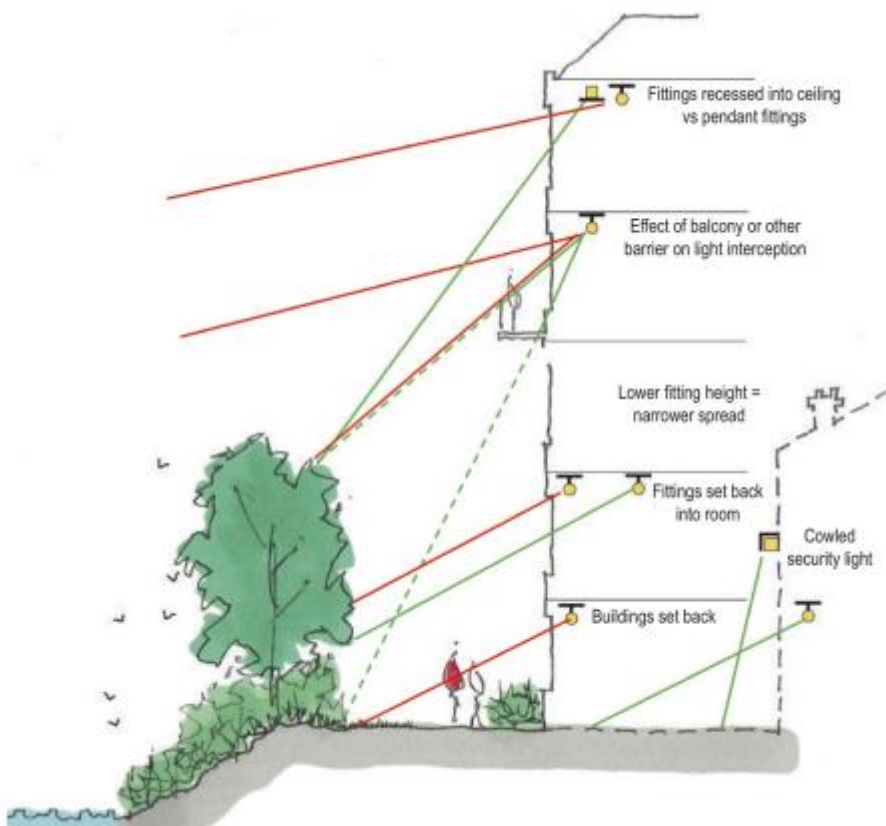 Fittings recessed into ceiling
vs pendant fittings
Effect of balcony or other
barrier on light interception
Lower fitting height =
narrower spread
Fittings set back
into room
Cowled
security light
Buildings set back